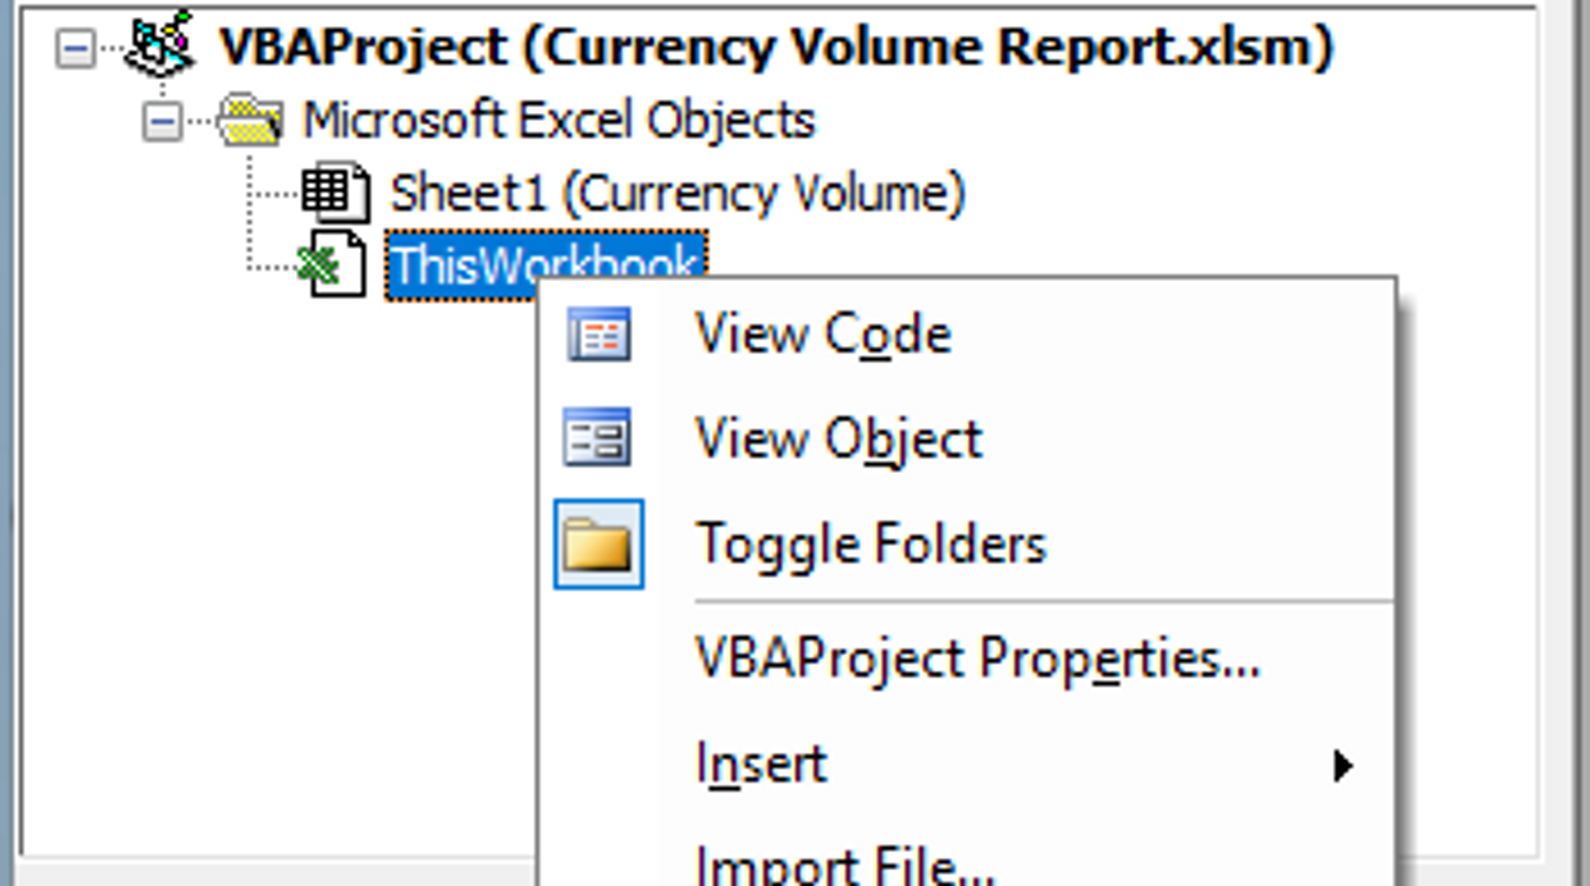 VBAProject (Currency Volume Report.xlsm)
Microsoft Excel Objects
Sheet1 (Currency Volume)
ThisWorkbook
View Code
View Object
Toggle Folders
VBAProject Properties...
Insert
Import File...